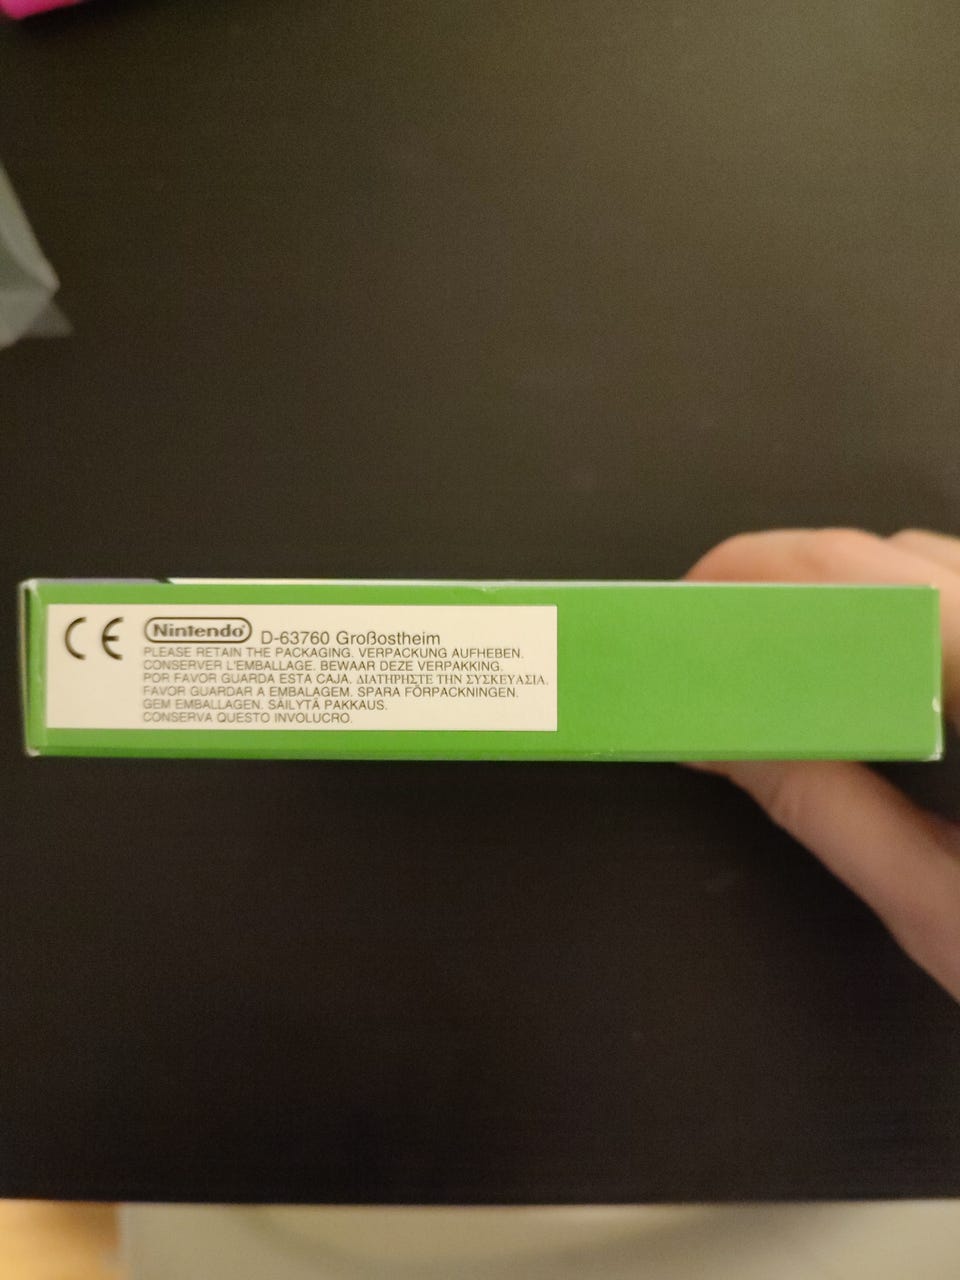 CE Nintendo® D-63760 Großostheim
PLEASE RETAIN THE PACKAGING. VERPACKUNG AUFHEBEN.
CONSERVER L'EMBALLAGE. BEWAAR DEZE VERPAKKING.
POR FAVOR GUARDA ESTA CAJA. ΔΙΑΤΗΡΗΣΤΕ ΤΗΝ ΣΥΣΚΕΥΑΣΙΑ.
FAVOR GUARDAR A EMBALAGEM. SPARA FÖRPACKNINGEN.
GEM EMBALLAGEN. SÄILYTÄ PAKKAUS.
CONSERVA QUESTO INVOLUCRO.